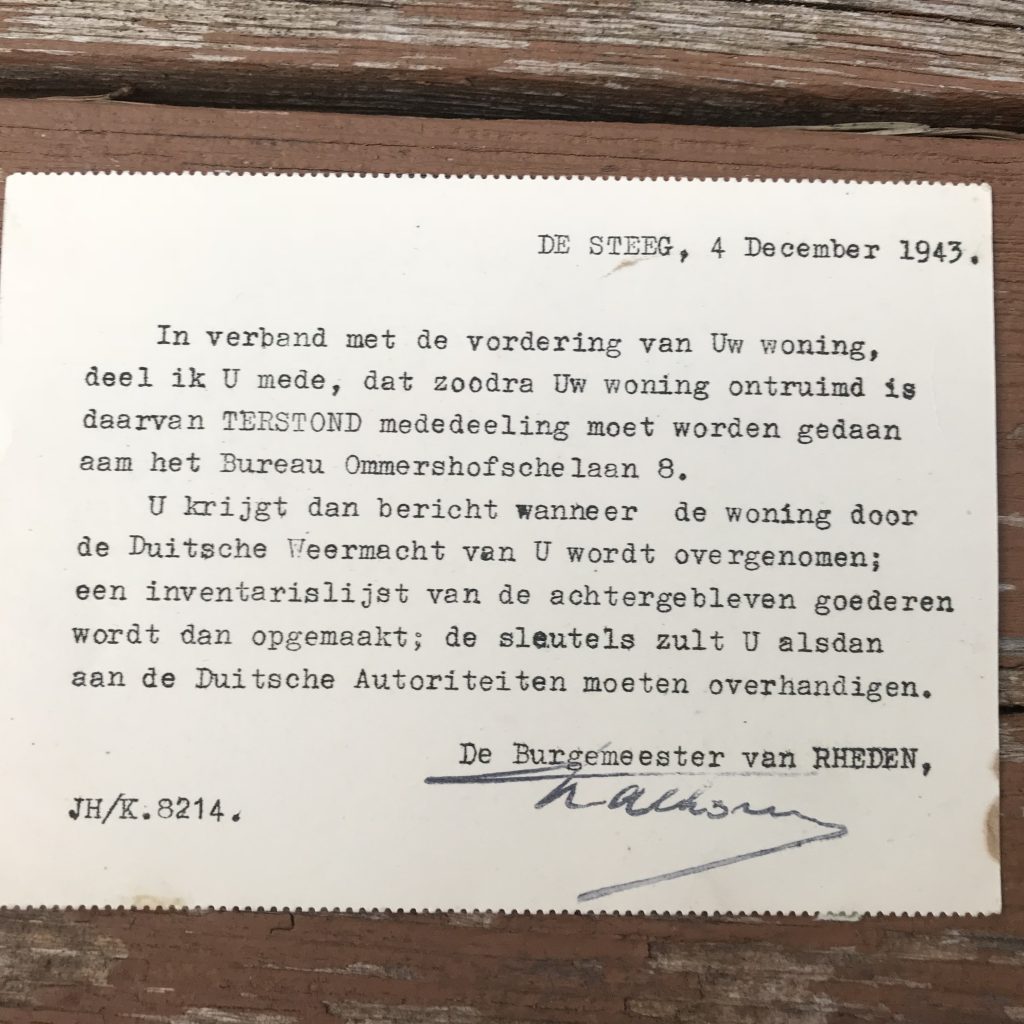 DE STEEG, 4 December 1943.
In verband met de vordering van Uw woning,
deel ik U mede, dat zoodra Uw woning ontruimd is
daarvan TERSTOND mededeeling moet worden gedaan
aam het Bureau Ommershofschelaan 8.
U krijgt dan bericht wanneer de woning door
de Duitsche Weermacht van U wordt overgenomen;
een inventarislijst van de achtergebleven goederen
wordt dan opgemaakt; de sleutels zult U alsdan
aan de Duitsche Autoriteiten moeten overhandigen.
De Burgemeester van RHEDEN,
JH/K.8214.